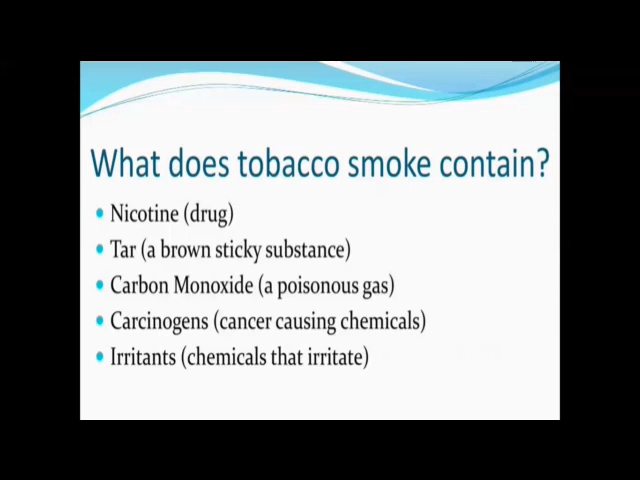 What does tobacco smoke contain?
• Nicotine (drug)
• Tar (a brown sticky substance)
• Carbon Monoxide (a poisonous gas)
• Carcinogens (cancer causing chemicals)
• Irritants (chemicals that irritate)